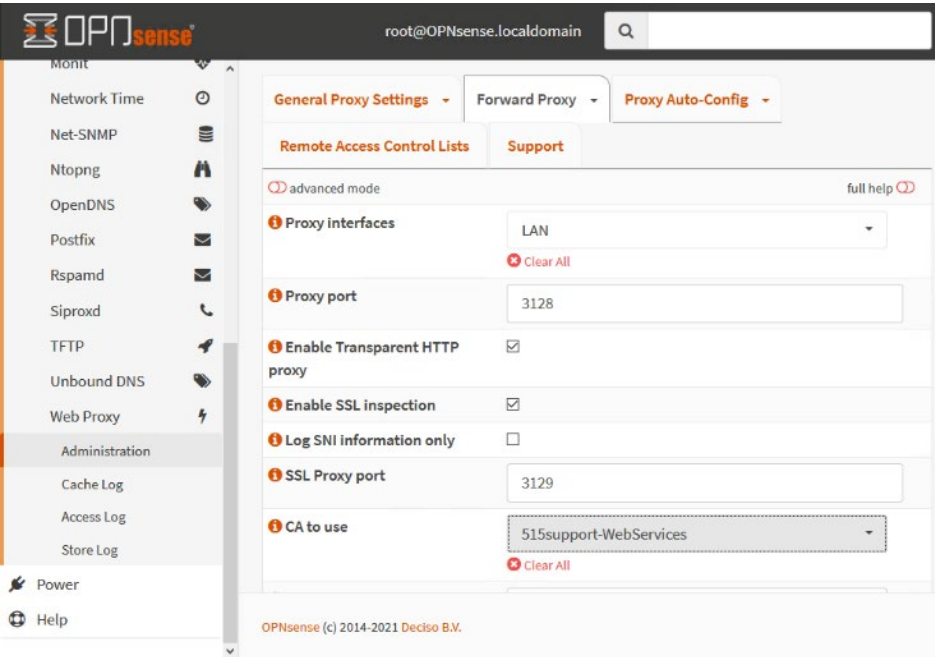 OPNsense®
root@OPNsense.localdomain
Monit
Network Time
Net-SNMP
Ntopng
OpenDNS
Postfix
Rspamd
Siproxd
TFTP
Unbound DNS
Web Proxy
Administration
Cache Log
Access Log
Store Log
Power
Help
General Proxy Settings
Forward Proxy
Proxy Auto-Config
Remote Access Control Lists
Support
advanced mode
full help
Proxy interfaces
LAN
Clear All
Proxy port
3128
Enable Transparent HTTP
proxy
Enable SSL inspection
Log SNI information only
SSL Proxy port
3129
CA to use
515support-WebServices
Clear All
OPNsense (c) 2014-2021 Deciso B.V.